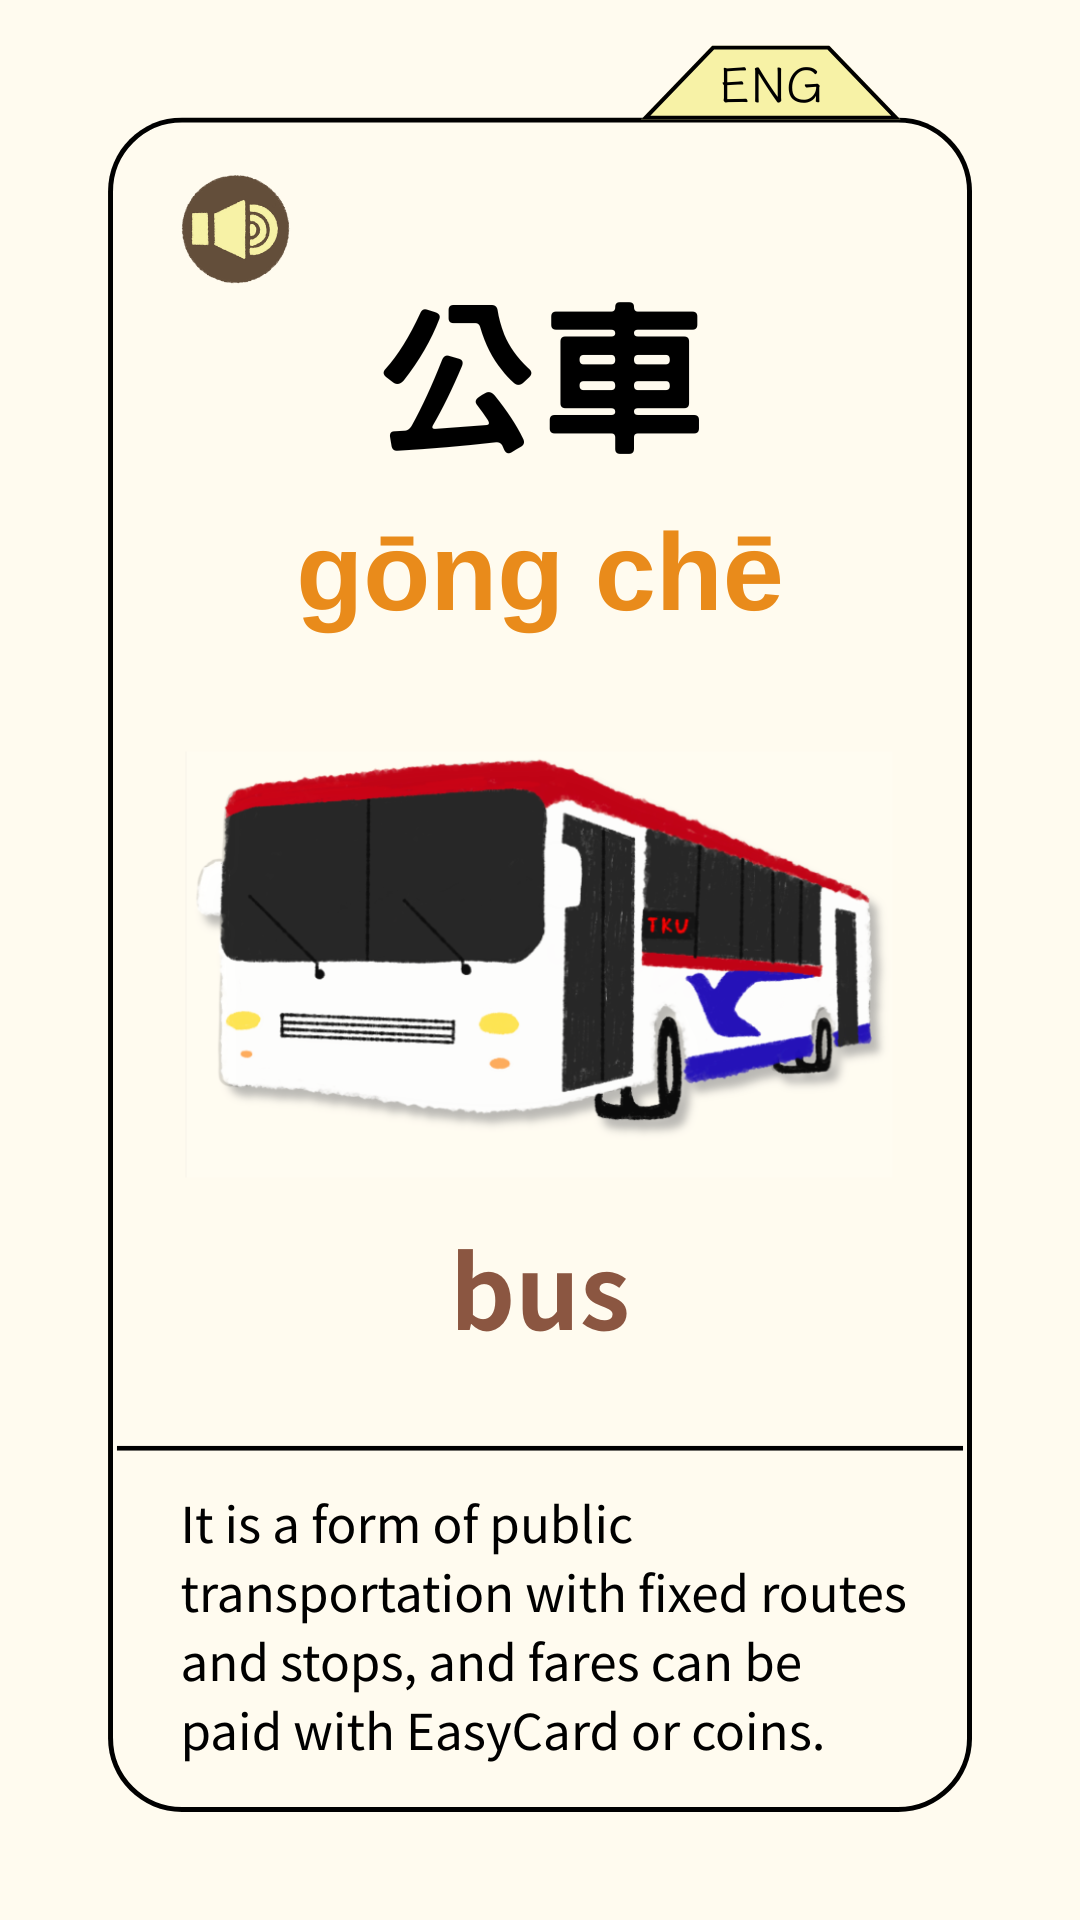 ENG
公車
gōng chē
TKU
bus
It is a form of public
transportation with fixed routes
and stops, and fares can be
paid with EasyCard or coins.